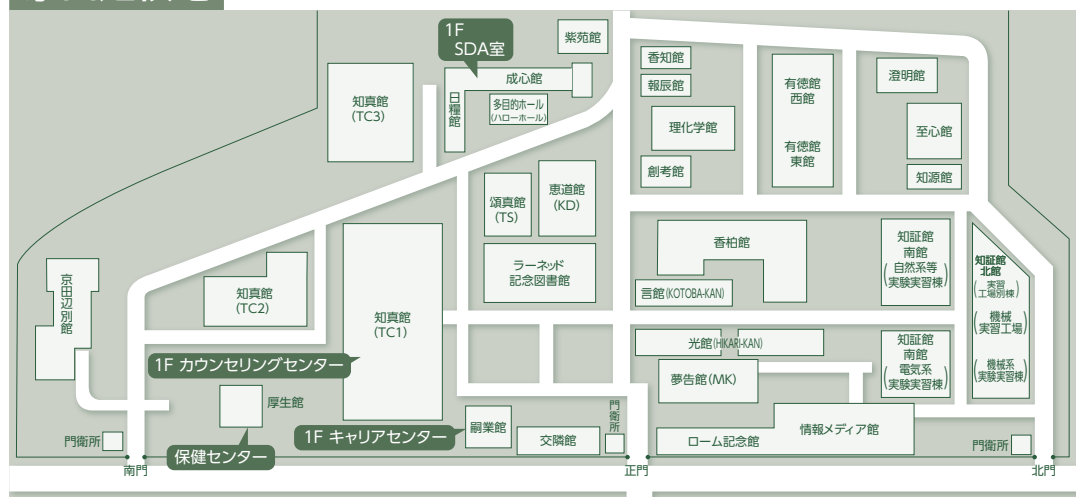 1F
SDA室
紫苑館
成心館
日糧館
多目的ホール
(ハローホール)
知真館
(TC3)
香知館
報辰館
理化学館
創考館
有徳館
西館
有徳館
東館
澄明館
至心館
知源館
頌真館
(TS)
恵道館
(KD)
ラーネッド
記念図書館
香柏館
言館(KOTOBA-KAN)
知証館
南館
(自然系等
実験実習棟)
知証館
北館
(実習
工場別棟)
(機械
実習工場)
(機械系
実験実習棟)
京田辺別館
知真館
(TC2)
知真館
(TC1)
1F カウンセリングセンター
光館(HIKARI-KAN)
夢告館(MK)
知証館
南館
(電気系
実験実習棟)
厚生館
保健センター
1F キャリアセンター
嗣業館
交隣館
門衛所
ローム記念館
情報メディア館
門衛所
門衛所
南門
正門
北門